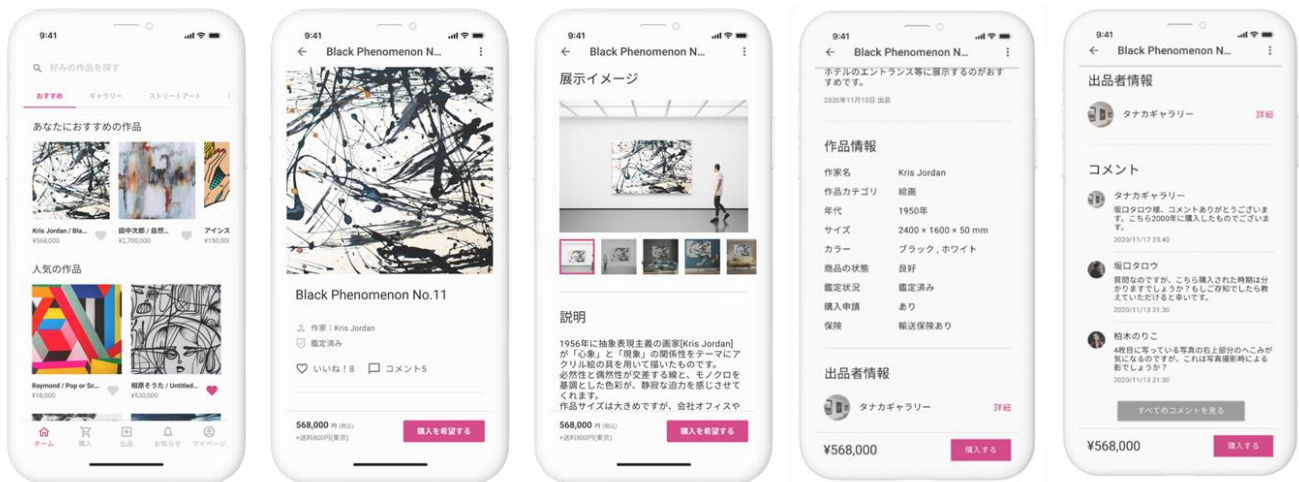 9:41
好みの作品を探す
おすすめ ギャラリー ストリートアート
あなたにおすすめの作品
Kris Jordan / Bla...
¥568,000
田中次郎 / 自然...
¥2,700,000
アインス
¥150,00
人気の作品
Raymond / Pop or Sc...
¥18,000
相原そうた / Untitled...
¥530,000
ホーム 購入 出品 お知らせ マイページ
9:41
Black Phenomenon N...
Black Phenomenon No.11
作家：Kris Jordan
鑑定済み
いいね！8 コメント5
568,000 円 (税込)
+送料800円(東京)
購入を希望する
9:41
Black Phenomenon N...
展示イメージ
説明
1956年に抽象表現主義の画家[Kris Jordan]
が「心象」と「現象」の関係性をテーマにア
クリル絵の具を用いて描いたものです。
必然性と偶然性が交差する線と、モノクロを
基調とした色彩が、静寂な迫力を感じさせて
くれます。
作品サイズは大きめですが、会社オフィスや
568,000 円 (税込)
+送料800円(東京)
購入を希望する
9:41
Black Phenomenon N...
ホテルのエントランス等に展示するのがおす
すめです。
2020年11月10日 出品
作品情報
作家名 Kris Jordan
作品カテゴリ 絵画
年代 1950年
サイズ 2400 × 1600 × 50 mm
カラー ブラック , ホワイト
商品の状態 良好
鑑定状況 鑑定済み
購入申請 あり
保険 輸送保険あり
出品者情報
タナカギャラリー 詳細
¥568,000
購入する
9:41
Black Phenomenon N...
出品者情報
タナカギャラリー 詳細
コメント
タナカギャラリー
坂口タロウ様、コメントありがとうございま
す。こちら2000年に購入したものでございま
す。
2020/11/17 23:40
坂口タロウ
質問なのですが、こちら購入された時期は分
かりますでしょうか？もしご存知でしたら教
えていただけると幸いです。
2020/11/13 21:30
柏木のりこ
4枚目に写っている写真の右上部分のへこみが
気になるのですが、これは写真撮影時による
影でしょうか？
2020/11/13 21:30
すべてのコメントを見る
¥568,000
購入する